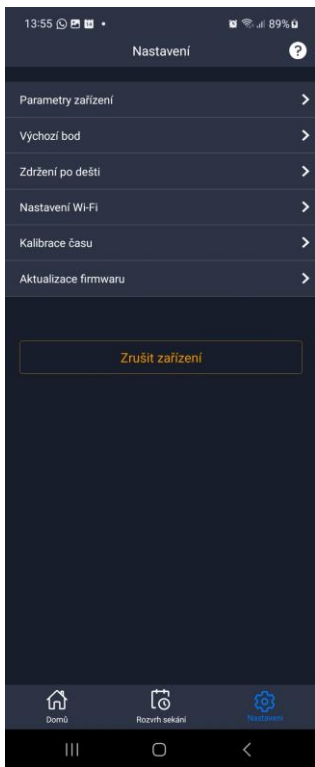 13:55 89%
Nastavení ?
Parametry zařízení
Výchozí bod
Zdržení po dešti
Nastavení Wi-Fi
Kalibrace času
Aktualizace firmwaru
Zrušit zařízení
Domů Rozvrh sekání Nastavení